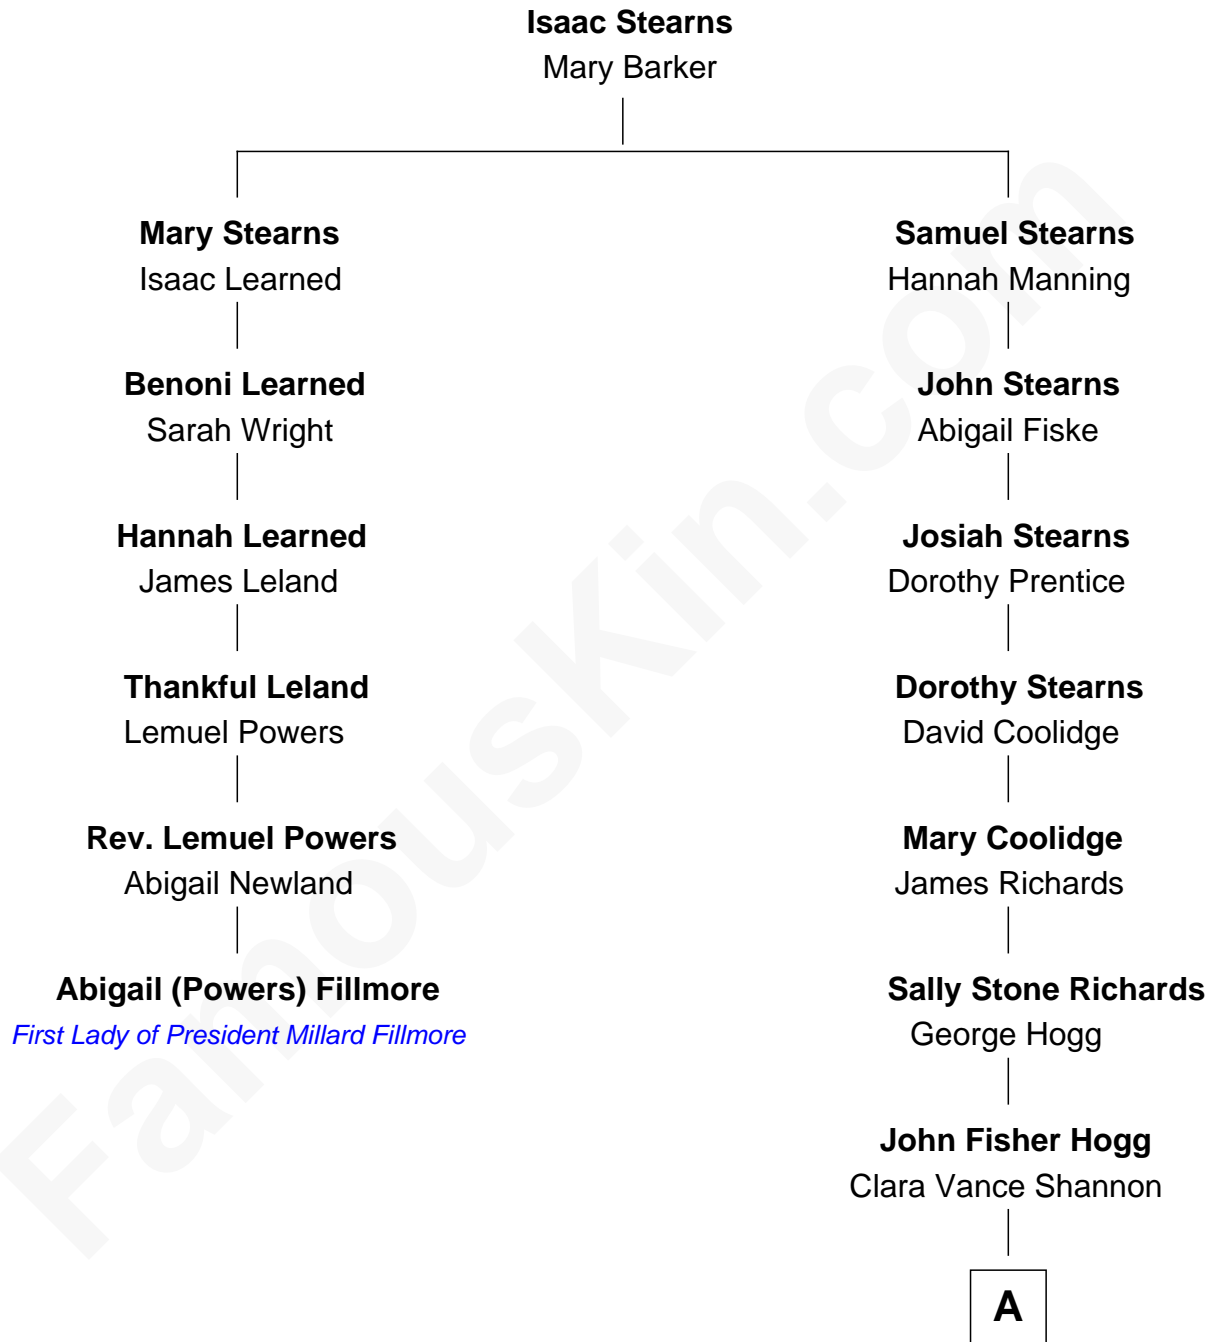 Isaac Stearns
Mary Barker
Mary Stearns
Isaac Learned
Benoni Learned
Sarah Wright
Hannah Learned
James Leland
Thankful Leland
Lemuel Powers
Rev. Lemuel Powers
Abigail Newland
Abigail (Powers) Fillmore
First Lady of President Millard Fillmore
Samuel Stearns
Hannah Manning
John Stearns
Abigail Fiske
Josiah Stearns
Dorothy Prentice
Dorothy Stearns
David Coolidge
Mary Coolidge
James Richards
Sally Stone Richards
George Hogg
John Fisher Hogg
Clara Vance Shannon
A
FamousKin.com